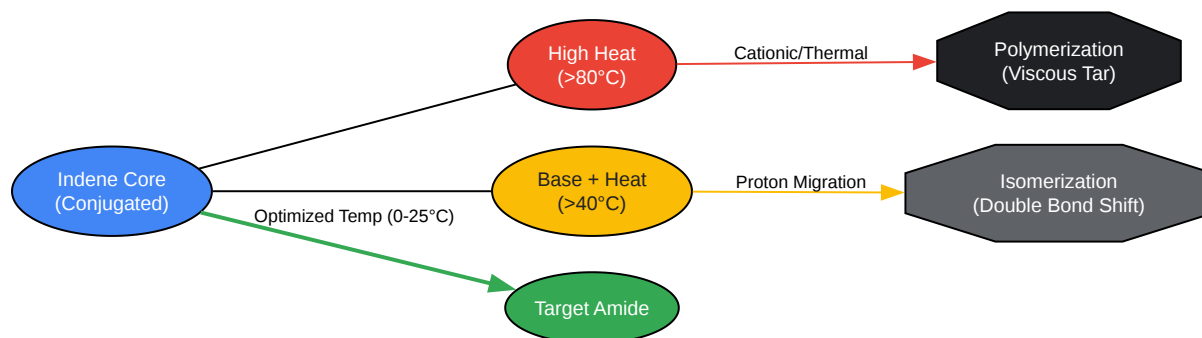 High Heat
(>80°C)
Cationic/Thermal
Polymerization
(Viscous Tar)
Indene Core
(Conjugated)
Base + Heat
(>40°C)
Proton Migration
Isomerization
(Double Bond Shift)
Optimized Temp (0-25°C)
Target Amide